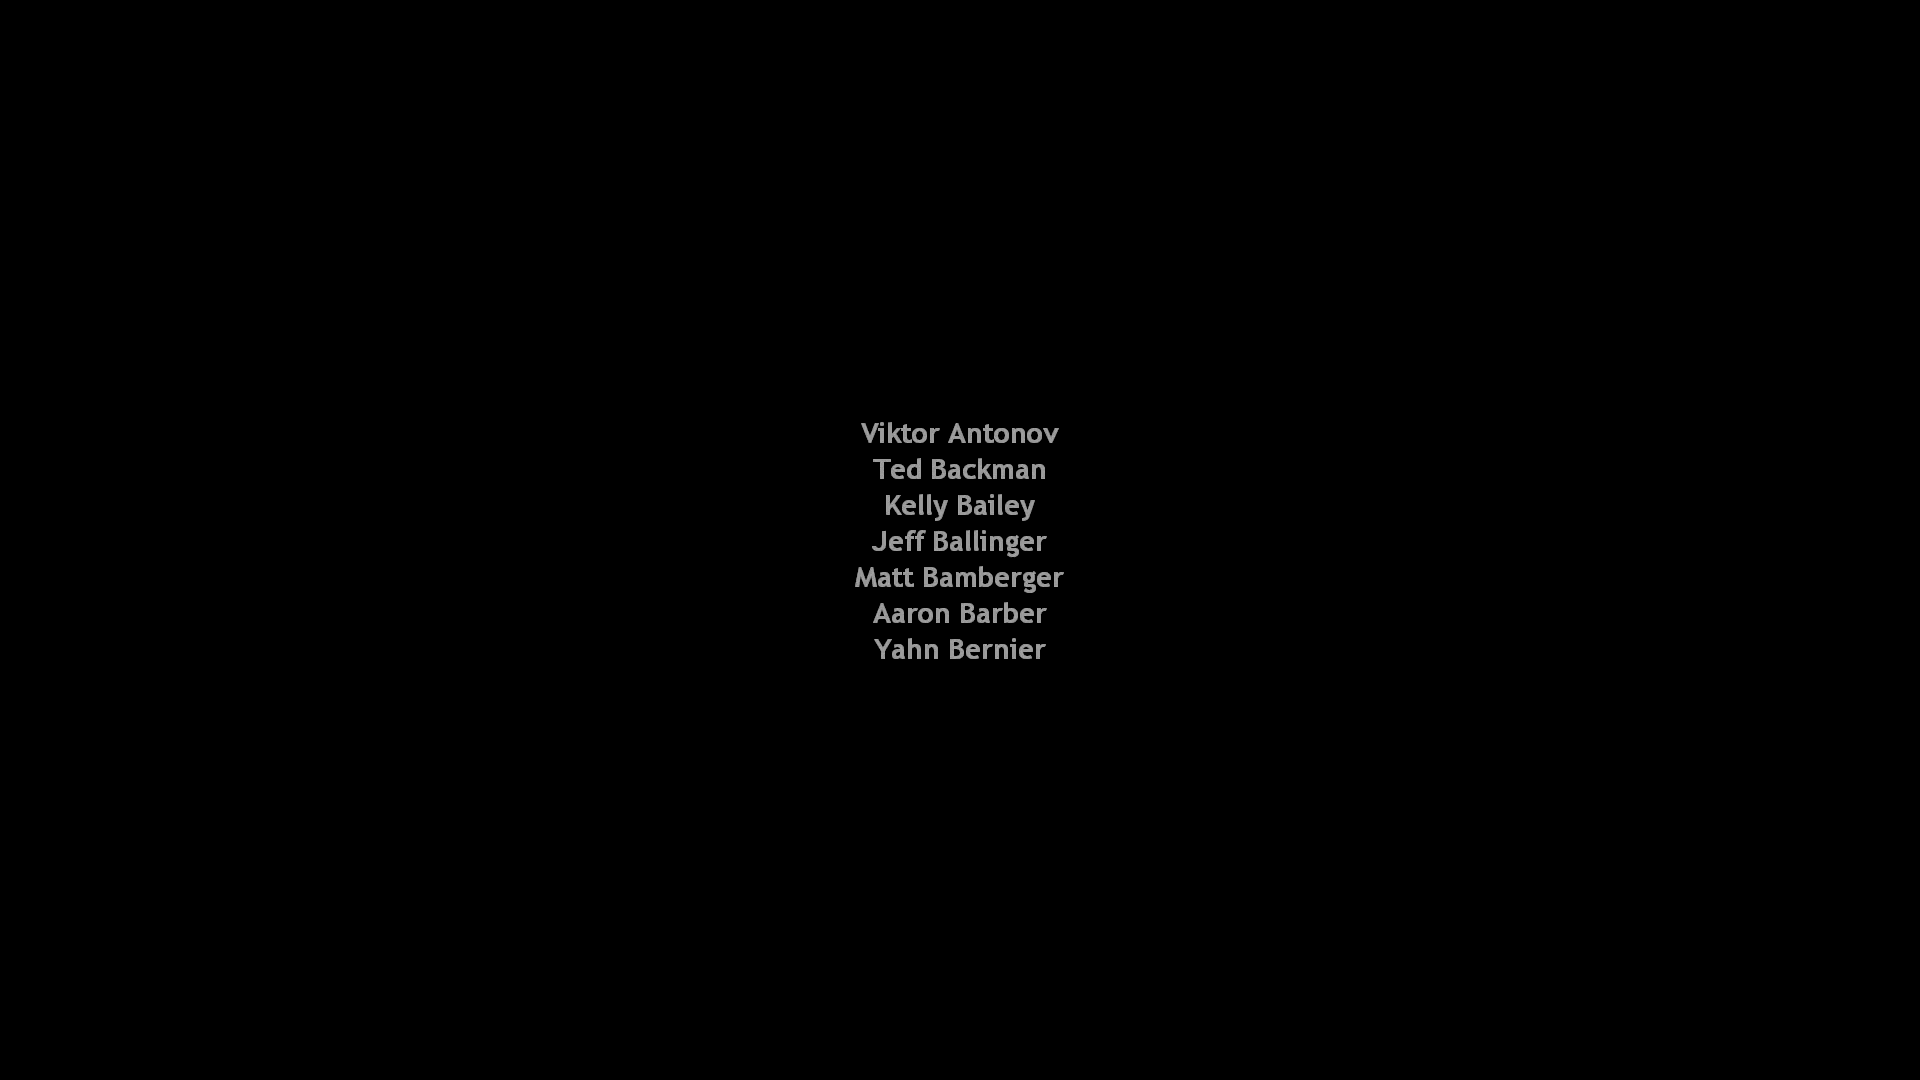 Viktor Antonov
Ted Backman
Kelly Bailey
Jeff Ballinger
Matt Bamberger
Aaron Barber
Yahn Bernier